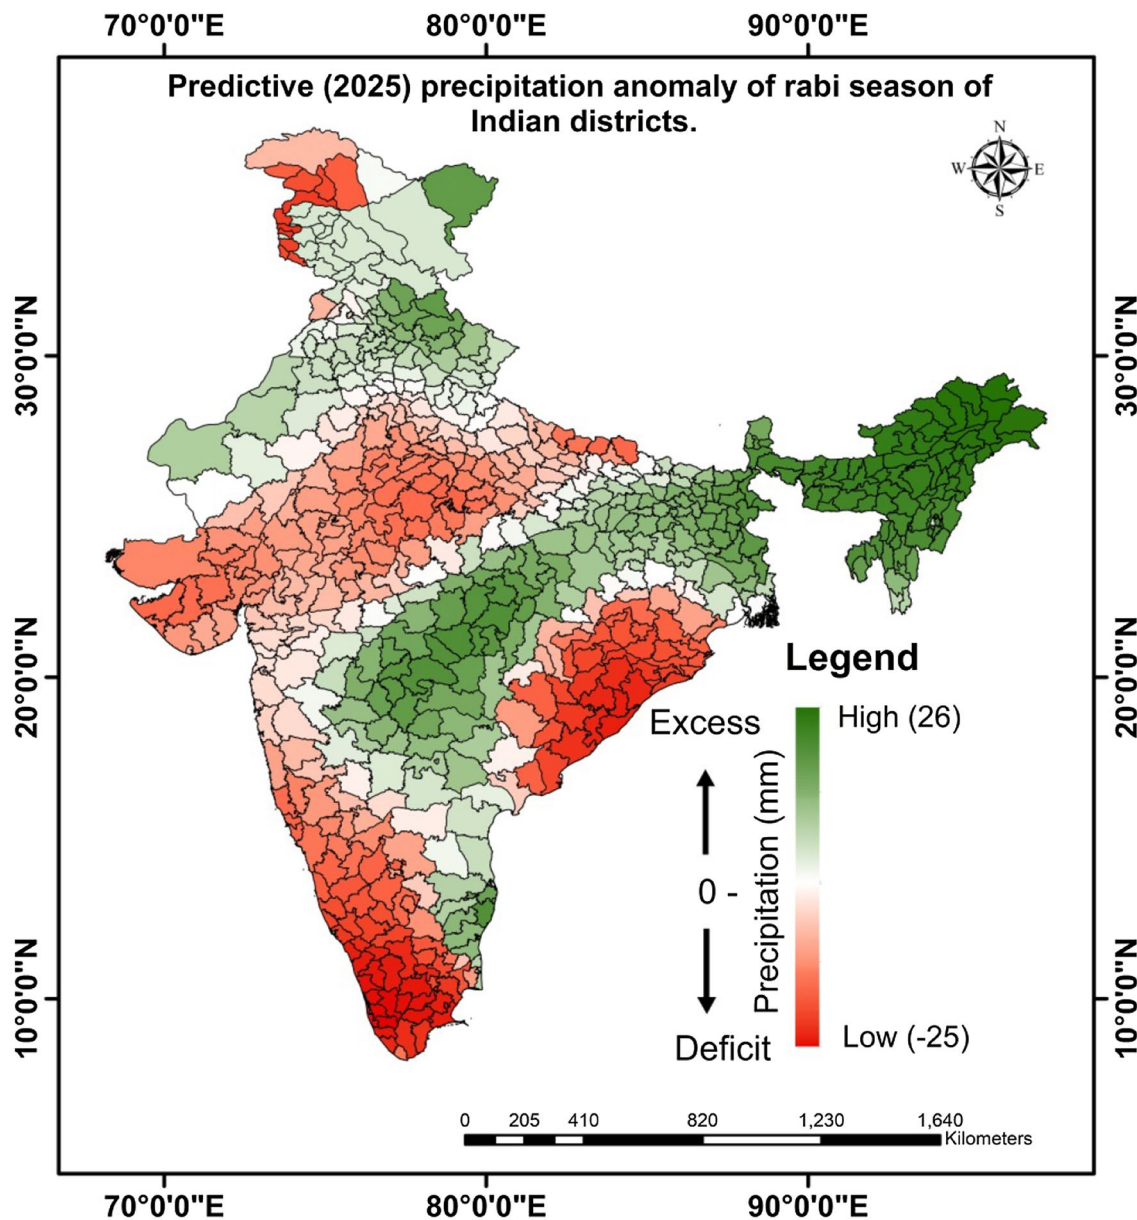 70°0'0"E 80°0'0"E 90°0'0"E
Predictive (2025) precipitation anomaly of rabi season of
Indian districts.
N
W E
S
30°0'0"N 30°0'0"N
20°0'0"N 20°0'0"N
10°0'0"N 10°0'0"N
Legend
Excess
High (26)
Precipitation (mm)
0 -
Deficit
Low (-25)
0 205 410 820 1,230 1,640
Kilometers
70°0'0"E 80°0'0"E 90°0'0"E